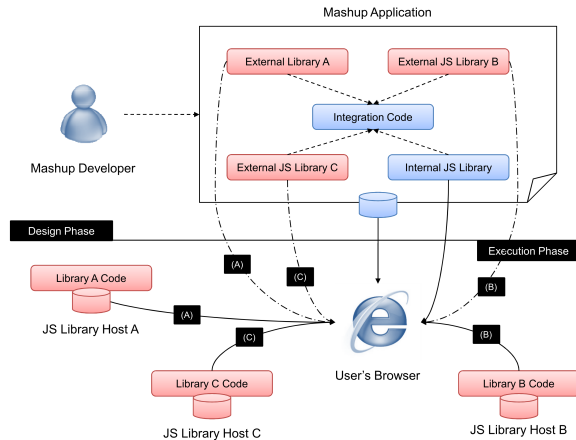 Mashup Application
External Library A
External JS Library B
Integration Code
Mashup Developer
External JS Library C
Internal JS Library
Design Phase
Execution Phase
(A)
(C)
(B)
Library A Code
(A)
JS Library Host A
(C)
(B)
User's Browser
Library C Code
Library B Code
JS Library Host C
JS Library Host B